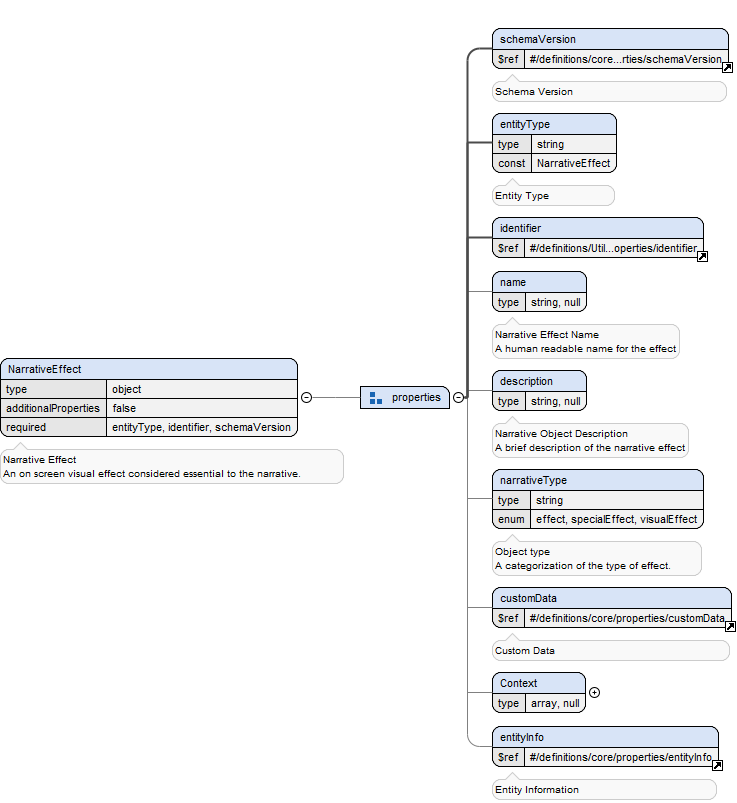 schemaVersion
$ref #/definitions/core...rties/schemaVersion
Schema Version
entityType
type string
const NarrativeEffect
Entity Type
identifier
$ref #/definitions/Util...operties/identifier
name
type string, null
Narrative Effect Name
A human readable name for the effect
NarrativeEffect
type object
additionalProperties false
required entityType, identifier, schemaVersion
Narrative Effect
An on screen visual effect considered essential to the narrative.
properties
description
type string, null
Narrative Object Description
A brief description of the narrative effect
narrativeType
type string
enum effect, specialEffect, visualEffect
Object type
A categorization of the type of effect.
customData
$ref #/definitions/core/properties/customData
Custom Data
Context
type array, null
entityInfo
$ref #/definitions/core/properties/entityInfo
Entity Information